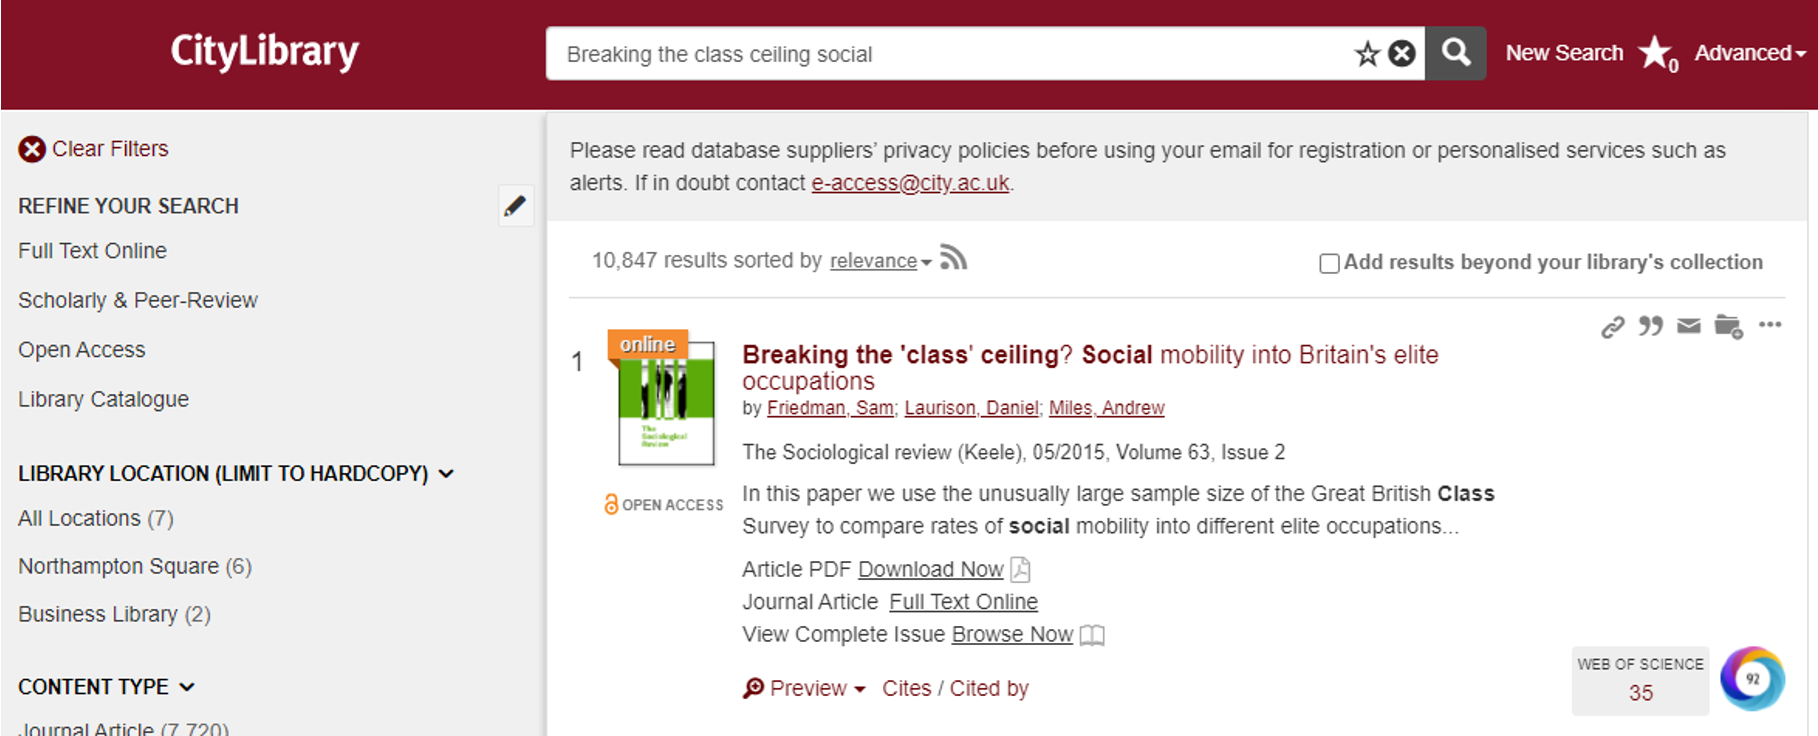 CityLibrary
Breaking the class ceiling social
New Search
0
Advanced
Clear Filters
REFINE YOUR SEARCH
Full Text Online
Scholarly & Peer-Review
Open Access
Library Catalogue
LIBRARY LOCATION (LIMIT TO HARDCOPY)
All Locations (7)
Northampton Square (6)
Business Library (2)
CONTENT TYPE
Journal Article (7,720)
Please read database suppliers’ privacy policies before using your email for registration or personalised services such as
alerts. If in doubt contact e-access@city.ac.uk.
10,847 results sorted by relevance
Add results beyond your library's collection
1
online
The
Sociological
Review
OPEN ACCESS
Breaking the 'class' ceiling? Social mobility into Britain's elite
occupations
by Friedman, Sam; Laurison, Daniel; Miles, Andrew
The Sociological review (Keele), 05/2015, Volume 63, Issue 2
In this paper we use the unusually large sample size of the Great British Class
Survey to compare rates of social mobility into different elite occupations...
Article PDF Download Now
Journal Article Full Text Online
View Complete Issue Browse Now
Preview Cites / Cited by
WEB OF SCIENCE
35
92